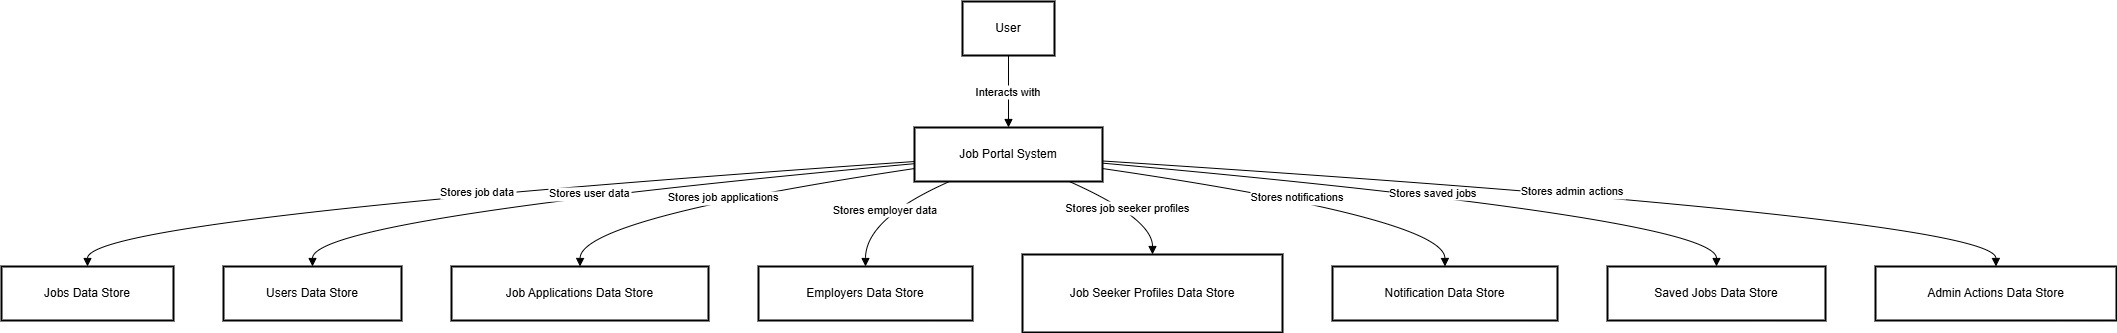 User
Interacts with
Job Portal System
Stores job data
Stores user data
Stores job applications
Stores employer data
Stores job seeker profiles
Stores notifications
Stores saved jobs
Stores admin actions
Jobs Data Store
Users Data Store
Job Applications Data Store
Employers Data Store
Job Seeker Profiles Data Store
Notification Data Store
Saved Jobs Data Store
Admin Actions Data Store